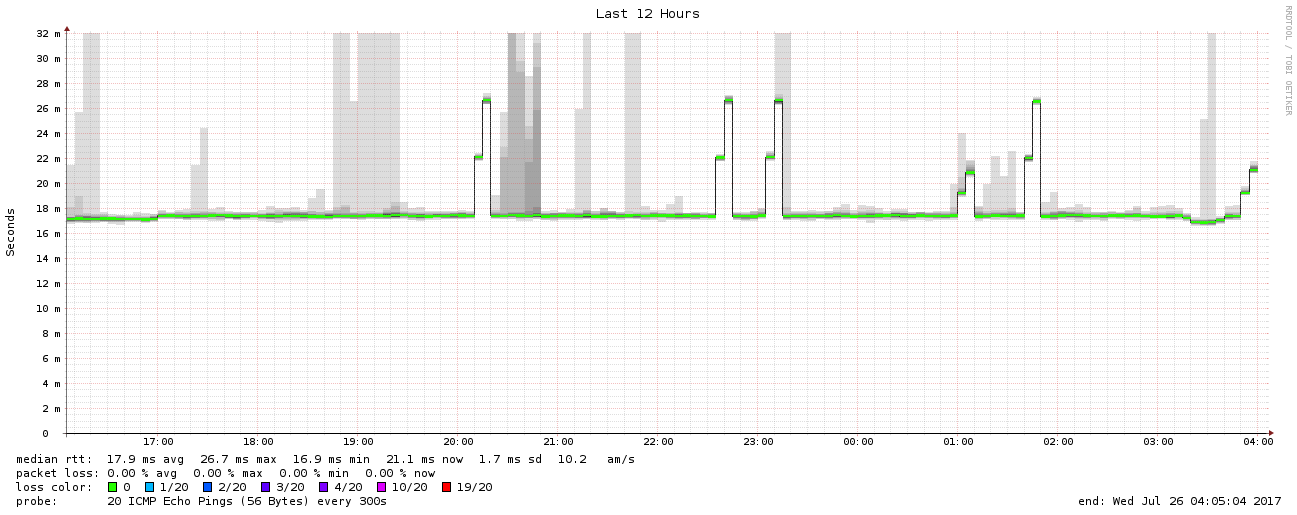 Last 12 Hours
RRDTOOL / TOBI OETIKER
Seconds
32 m
30 m
28 m
26 m
24 m
22 m
20 m
18 m
16 m
14 m
12 m
10 m
8 m
6 m
4 m
2 m
0
17:00 18:00 19:00 20:00 21:00 22:00 23:00 00:00 01:00 02:00 03:00 04:00
median rtt: 17.9 ms avg 26.7 ms max 16.9 ms min 21.1 ms now 1.7 ms sd 10.2 am/s
packet loss: 0.00 % avg 0.00 % max 0.00 % min 0.00 % now
loss color: 0 1/20 2/20 3/20 4/20 10/20 19/20
probe: 20 ICMP Echo Pings (56 Bytes) every 300s end: Wed Jul 26 04:05:04 2017